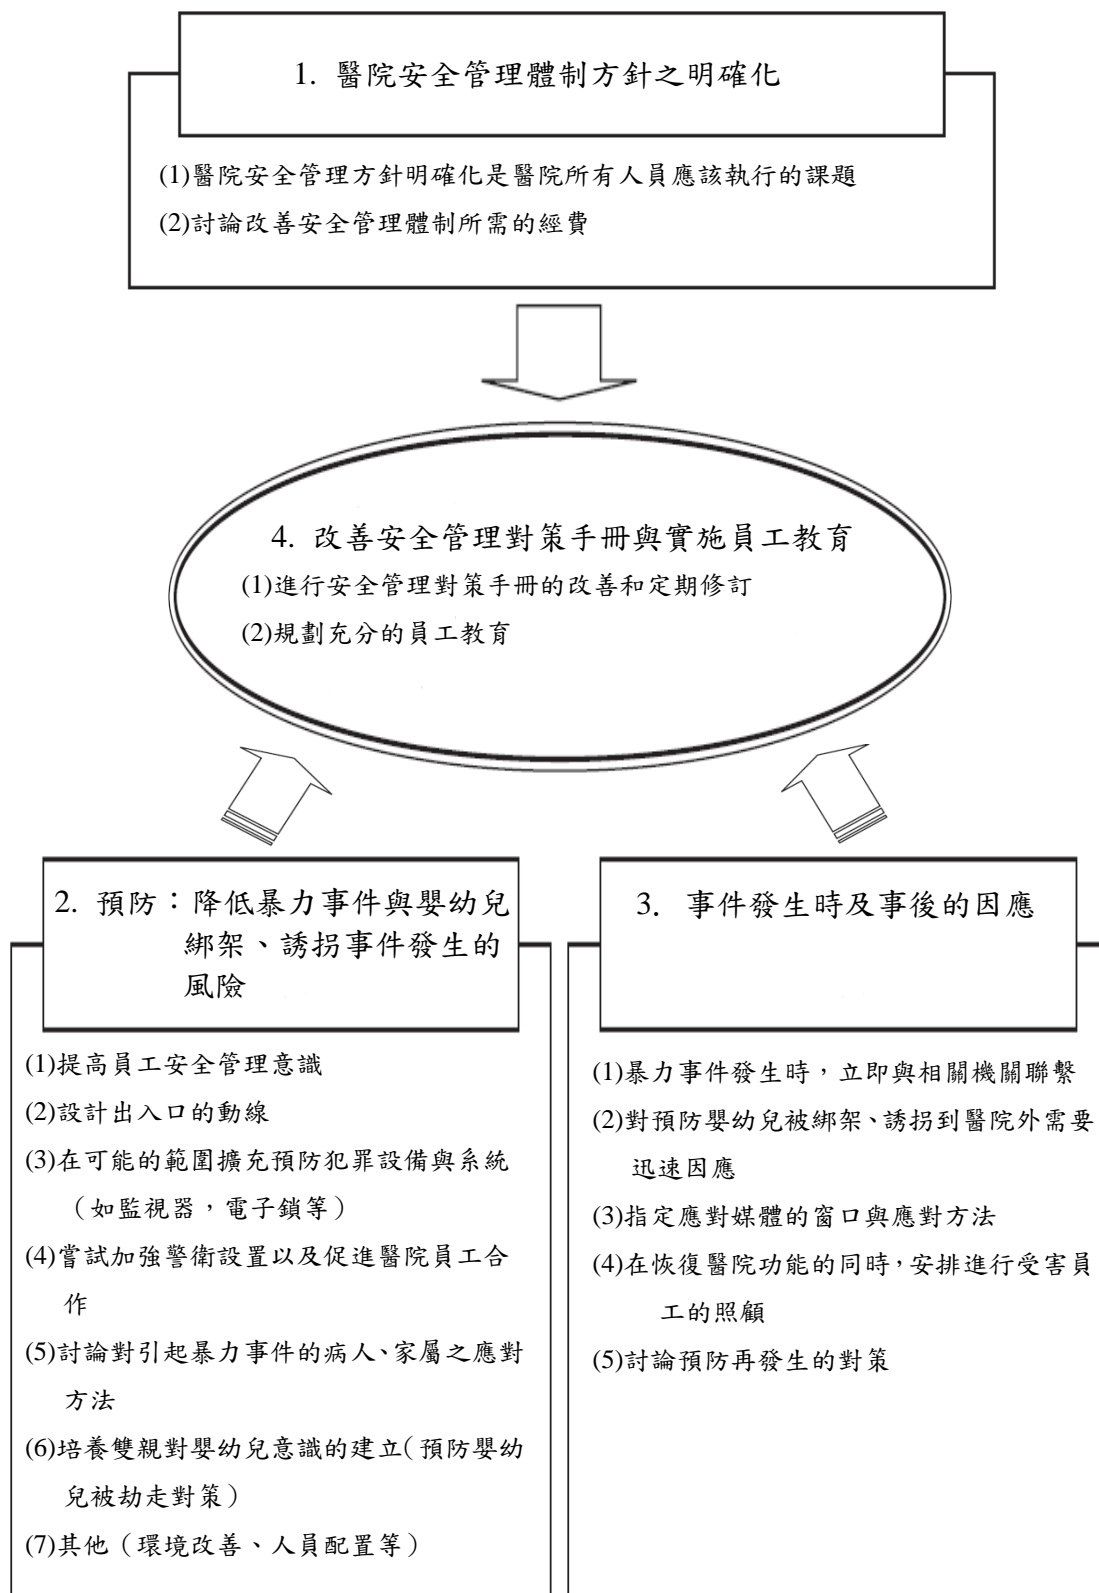 1. 醫院安全管理體制方針之明確化
(1)醫院安全管理方針明確化是醫院所有人員應該執行的課題
(2)討論改善安全管理體制所需的經費
4. 改善安全管理對策手冊與實施員工教育
(1)進行安全管理對策手冊的改善和定期修訂
(2)規劃充分的員工教育
2. 預防：降低暴力事件與嬰幼兒
綁架、誘拐事件發生的
風險
(1)提高員工安全管理意識
(2)設計出入口的動線
(3)在可能的範圍擴充預防犯罪設備與系統
（如監視器，電子鎖等）
(4)嘗試加強警衛設置以及促進醫院員工合
作
(5)討論對引起暴力事件的病人、家屬之應對
方法
(6)培養雙親對嬰幼兒意識的建立（預防嬰幼
兒被劫走對策）
(7)其他（環境改善、人員配置等）
3. 事件發生時及事後的因應
(1)暴力事件發生時，立即與相關機關聯繫
(2)對預防嬰幼兒被綁架、誘拐到醫院外需要
迅速因應
(3)指定應對媒體的窗口與應對方法
(4)在恢復醫院功能的同時，安排進行受害員
工的照顧
(5)討論預防再發生的對策